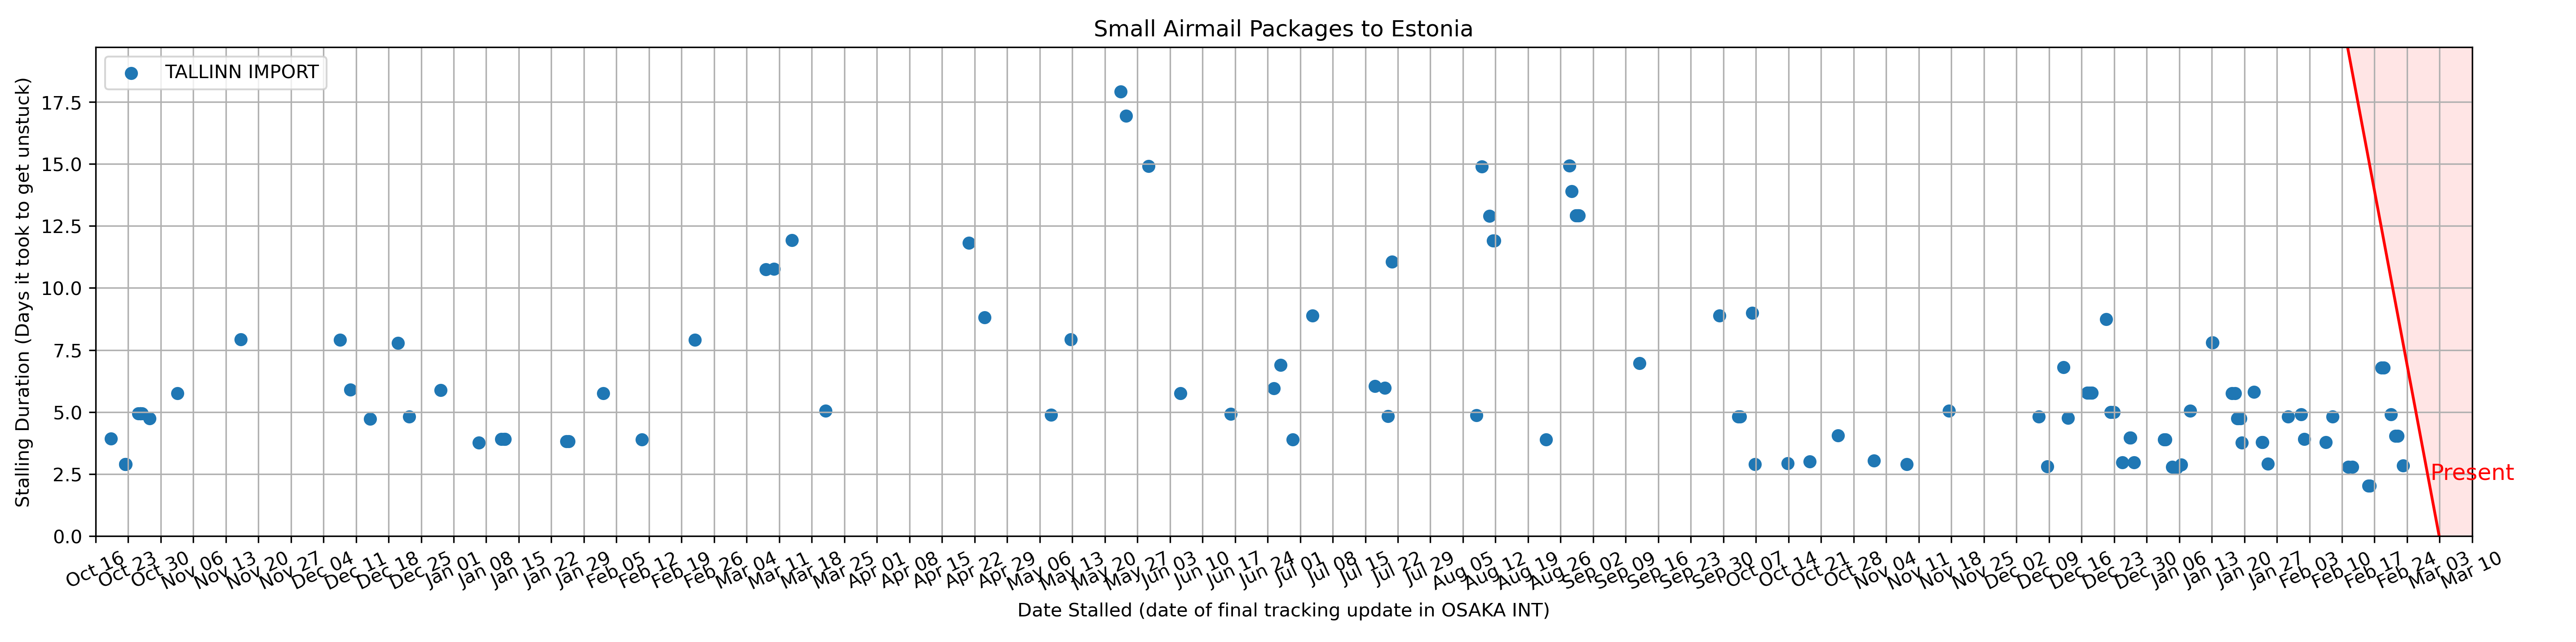 Small Airmail Packages to Estonia
TALLINN IMPORT
Stalling Duration (Days it took to get unstuck)
17.5
15.0
12.5
10.0
7.5
5.0
2.5
0.0
Present
Oct 16
Oct 23
Oct 30
Nov 06
Nov 13
Nov 20
Nov 27
Dec 04
Dec 11
Dec 18
Dec 25
Jan 01
Jan 08
Jan 15
Jan 22
Jan 29
Feb 05
Feb 12
Feb 19
Feb 26
Mar 04
Mar 11
Mar 18
Mar 25
Apr 01
Apr 08
Apr 15
Apr 22
Apr 29
May 06
May 13
May 20
May 27
Jun 03
Jun 10
Jun 17
Jun 24
Jul 01
Jul 08
Jul 15
Jul 22
Jul 29
Aug 05
Aug 12
Aug 19
Aug 26
Sep 02
Sep 09
Sep 16
Sep 23
Sep 30
Oct 07
Oct 14
Oct 21
Oct 28
Nov 04
Nov 11
Nov 18
Nov 25
Dec 02
Dec 09
Dec 16
Dec 23
Dec 30
Jan 06
Jan 13
Jan 20
Jan 27
Feb 03
Feb 10
Feb 17
Feb 24
Mar 03
Mar 10
Date Stalled (date of final tracking update in OSAKA INT)